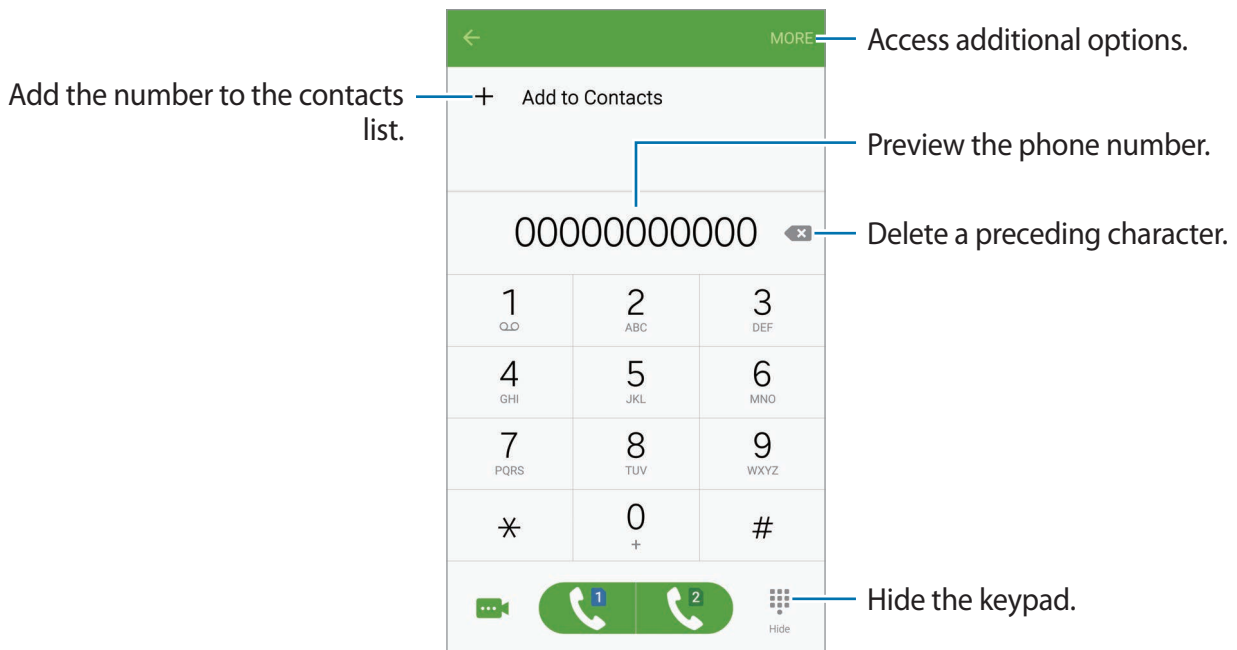 MORE
Access additional options.
Add the number to the contacts
list.
+ Add to Contacts
Preview the phone number.
00000000000
Delete a preceding character.
1 2 3
ABC DEF
4 5 6
GHI JKL MNO
7 8 9
PQRS TUV WXYZ
* 0 #
+
1 2
Hide the keypad.
Hide